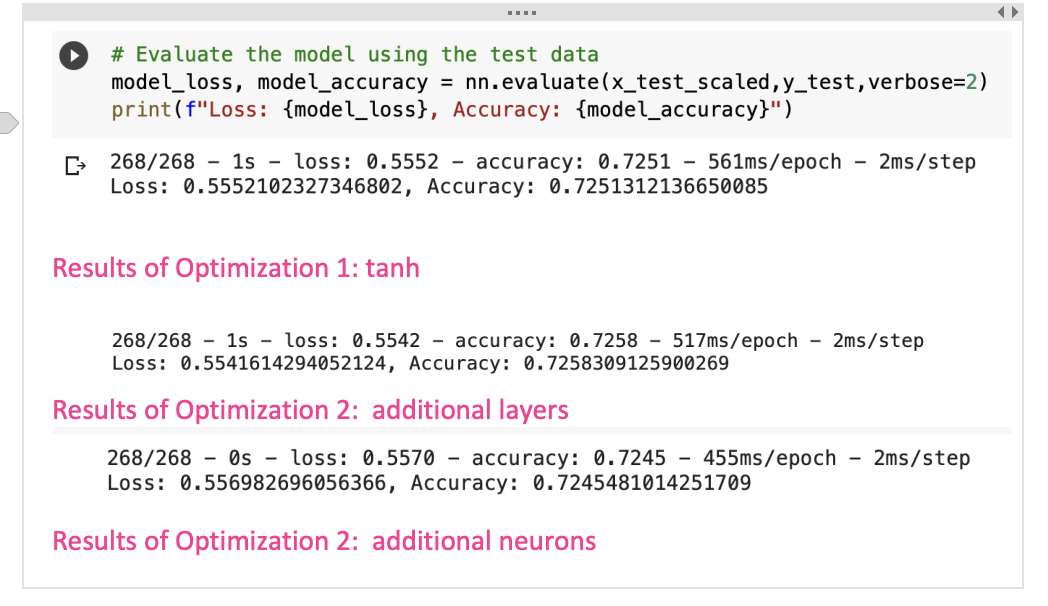 # Evaluate the model using the test data
model_loss, model_accuracy = nn.evaluate(x_test_scaled,y_test,verbose=2)
print(f"Loss: {model_loss}, Accuracy: {model_accuracy}")
268/268 - 1s - loss: 0.5552 - accuracy: 0.7251 - 561ms/epoch - 2ms/step
Loss: 0.5552102327346802, Accuracy: 0.7251312136650085
Results of Optimization 1: tanh
268/268 - 1s - loss: 0.5542 - accuracy: 0.7258 - 517ms/epoch - 2ms/step
Loss: 0.5541614294052124, Accuracy: 0.7258309125900269
Results of Optimization 2: additional layers
268/268 - 0s - loss: 0.5570 - accuracy: 0.7245 - 455ms/epoch - 2ms/step
Loss: 0.556982696056366, Accuracy: 0.7245481014251709
Results of Optimization 2: additional neurons